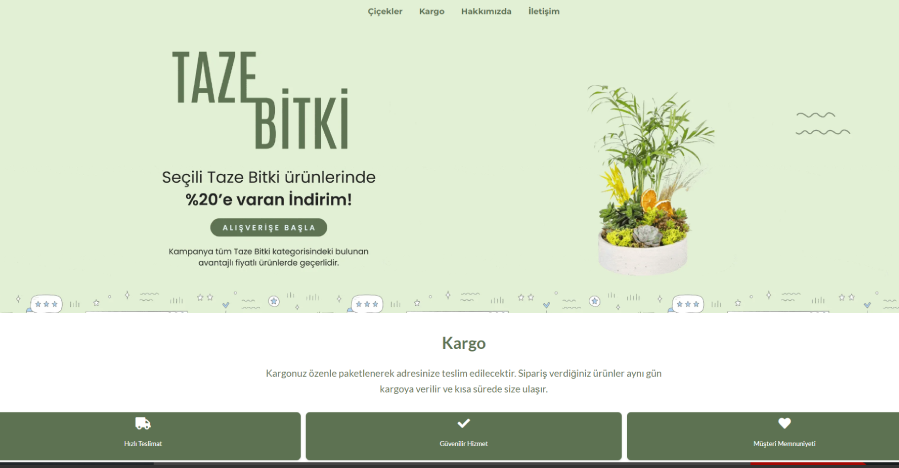 Çiçekler Kargo Hakkımızda İletişim
TAZE
BİTKİ
Seçili Taze Bitki ürünlerinde
%20'e varan İndirim!
ALIŞVERİŞE BAŞLA
Kampanya tüm Taze Bitki kategorisindeki bulunan
avantajlı fiyatlı ürünlerde geçerlidir.
Kargo
Kargonuz özenle paketlenerek adresinize teslim edilecektir. Sipariş verdiğiniz ürünler aynı gün
kargoya verilir ve kısa sürede size ulaşır.
Hızlı Teslimat
Güvenilir Hizmet
Müşteri Memnuniyeti